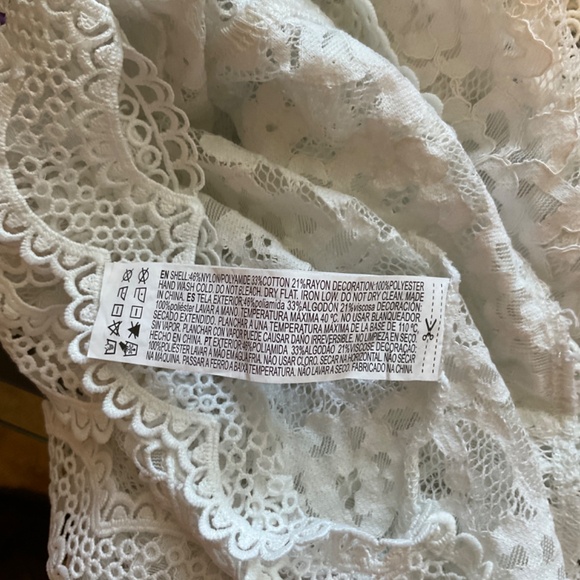 EN SHELL:46%NYLON/POLYAMIDE 33%COTTON 21%RAYON DECORATION:100%POLYESTER
HAND WASH COLD. DO NOT BLEACH. DRY FLAT. IRON LOW. DO NOT DRY CLEAN. MADE
IN CHINA. ES TELA EXTERIOR:46%poliamida 33%ALGODÓN 21%viscose DECORACIÓN:
100%poliéster LAVAR A MANO. TEMPERATURA MÁXIMA 40 ºC. NO USAR BLANQUEADOR.
SECADO EXTENDIDO. PLANCHAR A UNA TEMPERATURA MÁXIMA DE LA BASE DE 110 ºC
SIN VAPOR. PLANCHAR CON VAPOR PUEDE CAUSAR DAÑO IRREVERSIBLE. NO LIMPIEZA EN SECO.
HECHO EN CHINA. PT EXTERIOR:46%POLIAMIDA 33%ALGODÃO 21%VISCOSE DECORAÇÃO:
100%POLIÉSTER LAVAR A MÃO EM ÁGUA FRIA. NÃO USAR CLORO. SECAR NA HORIZONTAL. NÃO SECAR
NA MÁQUINA. PASSAR A FERRO A BAIXA TEMPERATURA. NÃO LAVAR A SECO. FABRICADO NA CHINA